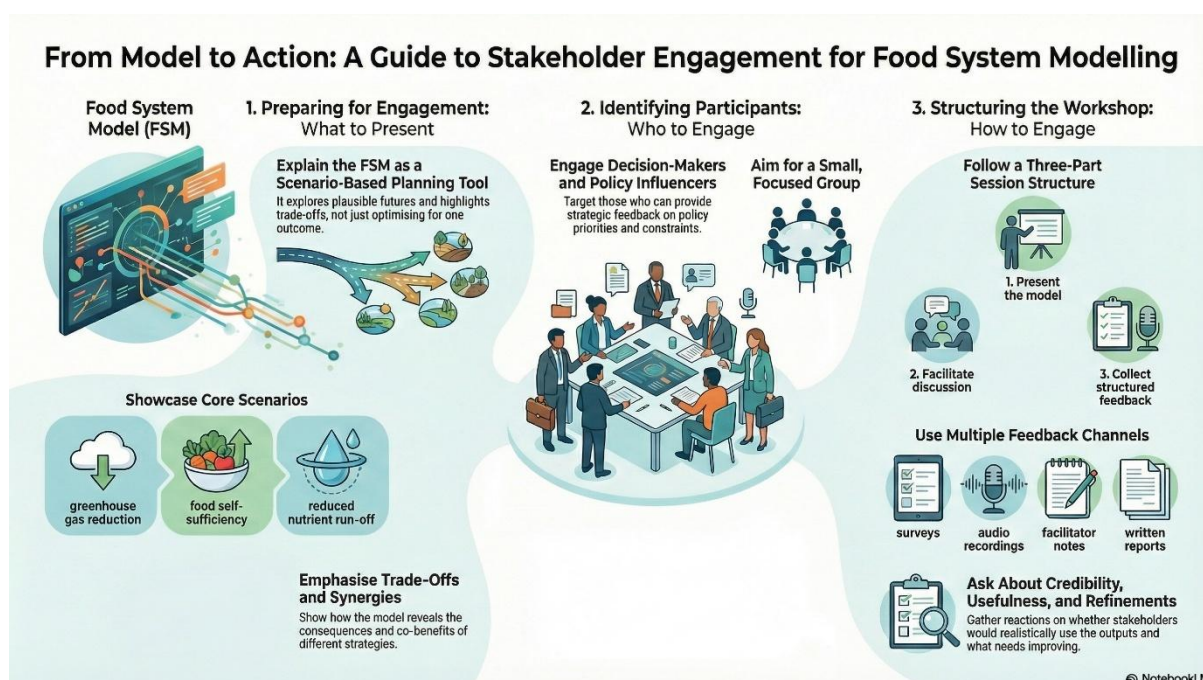 From Model to Action: A Guide to Stakeholder Engagement for Food System Modelling
Food System
Model (FSM)
1. Preparing for Engagement:
What to Present
Explain the FSM as a
Scenario-Based Planning Tool
It explores plausible futures and highlights
trade-offs, not just optimising for one
outcome.
Showcase Core Scenarios
greenhouse
gas reduction
food self-
sufficiency
reduced
nutrient run-off
Emphasise Trade-Offs
and Synergies
Show how the model reveals the
consequences and co-benefits of
different strategies.
2. Identifying Participants:
Who to Engage
Engage Decision-Makers
and Policy Influencers
Target those who can provide
strategic feedback on policy
priorities and constraints.
Aim for a Small,
Focused Group
3. Structuring the Workshop:
How to Engage
Follow a Three-Part
Session Structure
1. Present
the model
2. Facilitate
discussion
3. Collect
structured
feedback
Use Multiple Feedback Channels
surveys
audio
recordings
facilitator
notes
written
reports
Ask About Credibility,
Usefulness, and Refinements
Gather reactions on whether stakeholders
would realistically use the outputs and
what needs improving.